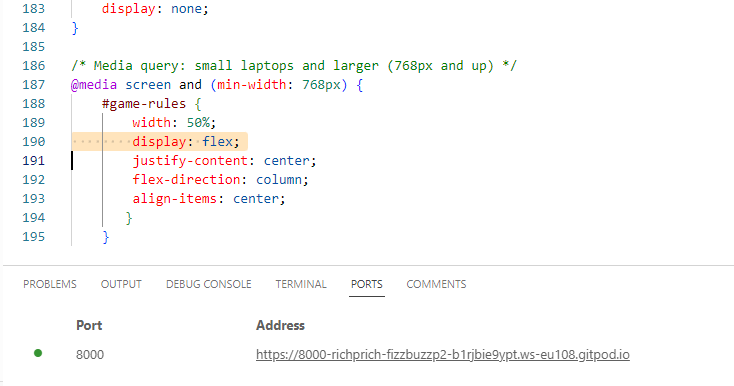 183 display: none;
184 }
185
186 /* Media query: small laptops and larger (768px and up) */
187 @media screen and (min-width: 768px) {
188 #game-rules {
189 width: 50%;
190 display: flex;
191 justify-content: center;
192 flex-direction: column;
193 align-items: center;
194 }
195 }
PROBLEMS OUTPUT DEBUG CONSOLE TERMINAL PORTS COMMENTS
Port Address
8000 https://8000-richprich-fizzbuzzp2-b1rjbie9ypt.ws-eu108.gitpod.io